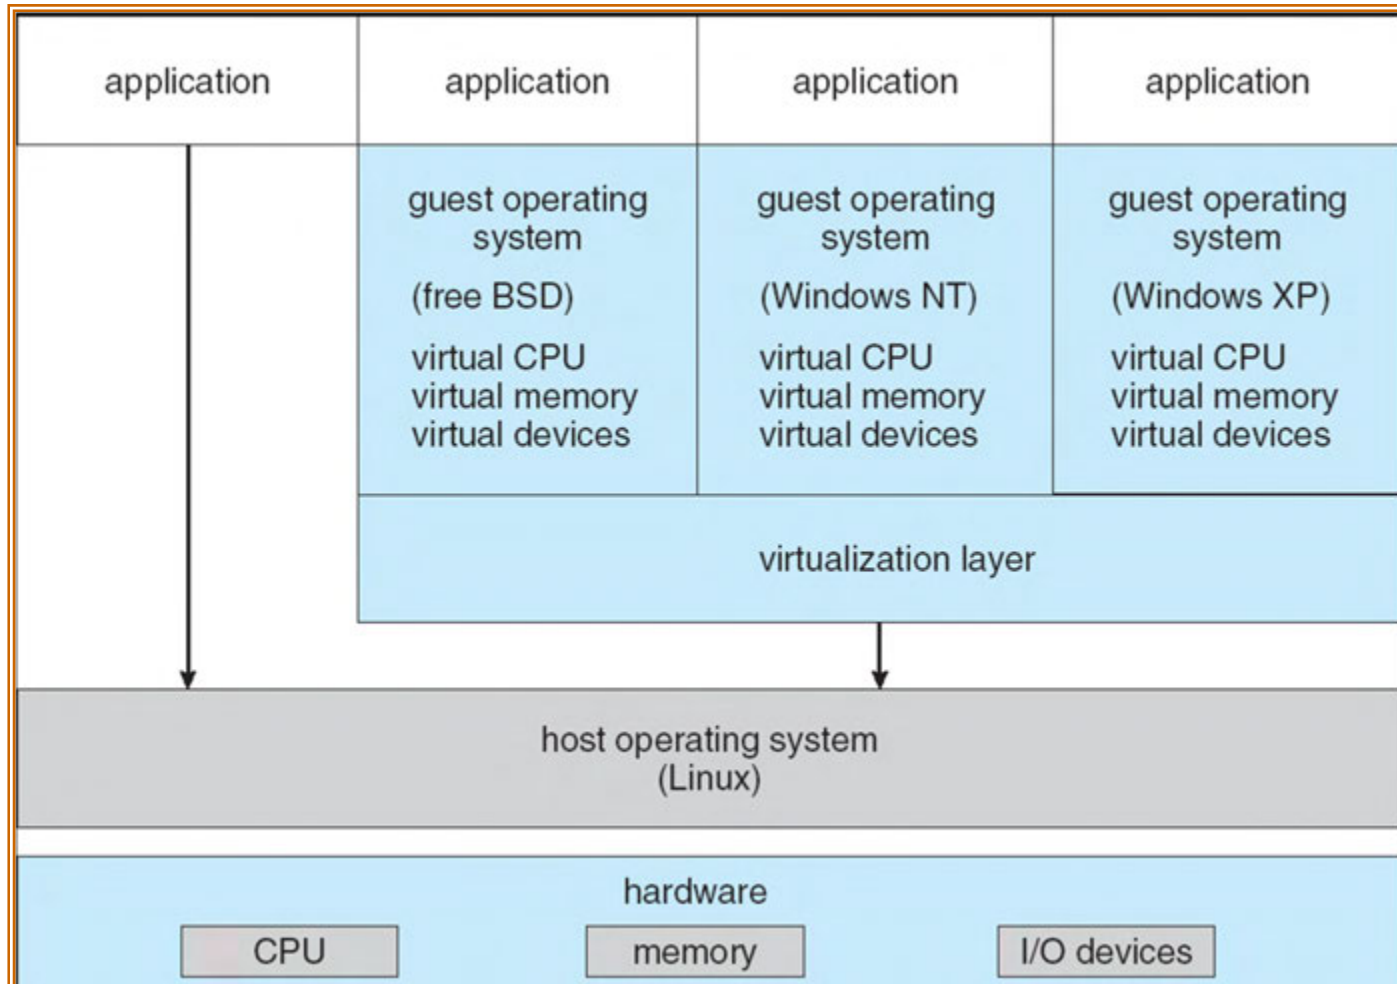 application
application
application
application
guest operating
system
(free BSD)
virtual CPU
virtual memory
virtual devices
guest operating
system
(Windows NT)
virtual CPU
virtual memory
virtual devices
guest operating
system
(Windows XP)
virtual CPU
virtual memory
virtual devices
virtualization layer
host operating system
(Linux)
hardware
CPU
memory
I/O devices